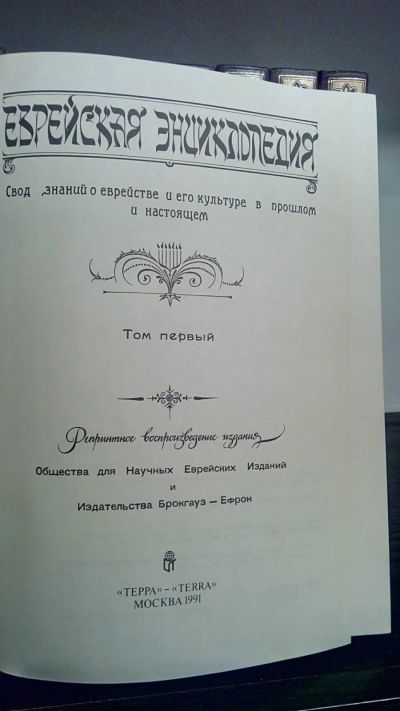 ЕВРЕЙСКАЯ ЭНЦИКЛОПЕДИЯ
Свод знаний о еврействе и его культуре в прошлом
и настоящем
Том первый
Репринтное воспроизведение издания
Общества для Научных Еврейских Изданий
и
Издательства Брокгауз — Ефрон
«ТЕРРА» – «TERRA»
МОСКВА 1991